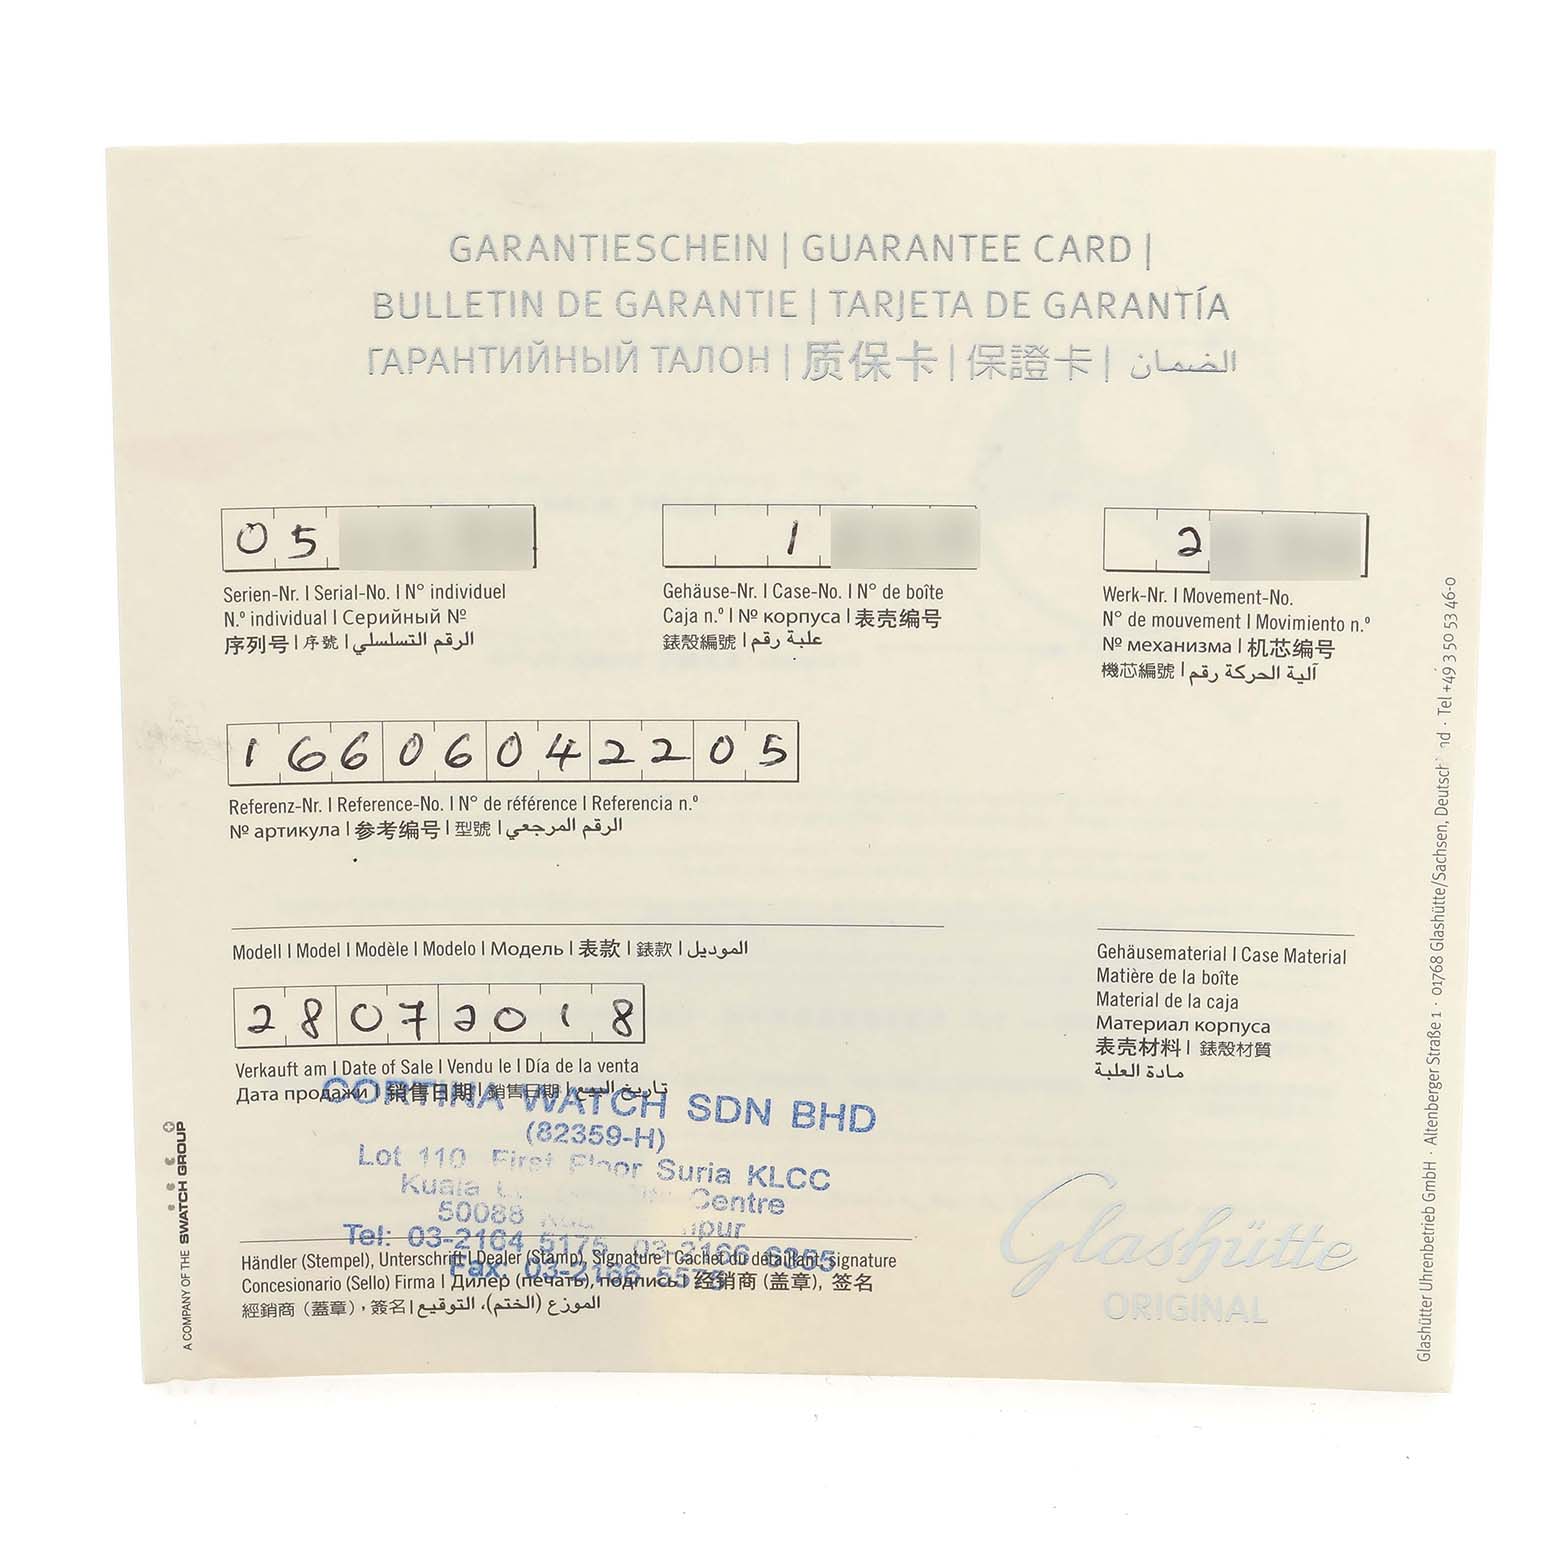 GARANTIESCHEIN | GUARANTEE CARD |
BULLETIN DE GARANTIE | TARJETA DE GARANTÍA
ГАРАНТИЙНЫЙ ТАЛОН | 质保卡 | 保證卡 | الضمان
05
Serien-Nr. I Serial-No. I N° individuel
N.º individual I Серийный №
序列号 I 序號 I الرقم التسلسلي
1
Gehäuse-Nr. I Case-No. I N° de boîte
Caja n.º I № корпуса I 表壳编号
錶殼編號 I علبة رقم
2
Werk-Nr. I Movement-No.
N° de mouvement I Movimiento n.º
№ механизма I 机芯编号
機芯編號 I آلية الحركة رقم
16606042205
Referenz-Nr. I Reference-No. I N° de référence I Referencia n.º
№ артикула I 参考编号 I 型號 I الرقم المرجعي
Modell I Model I Modèle I Modelo I Модель I 表款 I 錶款 I الموديل
Gehäusematerial I Case Material
Matière de la boîte
Material de la caja
Материал корпуса
表壳材料 I 錶殼材質
مادة العلبة
28072018
Verkauft am I Date of Sale I Vendu le I Día de la venta
Дата продажи I 销售日期 I 銷售日期 I تاريخ البيع
CORTINA WATCH SDN BHD
(82359-H)
Lot 110 First Floor Suria KLCC
Kuala Centre
50088
Tel: 03-2164 5175, 03-2166 6355
Fax: 03-2166 5575
Händler (Stempel), Unterschrift I Dealer (Stamp), Signature I Cachet du détaillant, signature
Concesionario (Sello) Firma I Дилер (печать), подпись I 经销商 (盖章), 签名
經銷商 (蓋章)，簽名 I الموزع (الختم)، التوقيع
Glashütte
ORIGINAL
A COMPANY OF THE SWATCH GROUP
Glashütter Uhrenbetrieb GmbH · Altenberger Straße 1 · 01768 Glashütte/Sachsen, · Tel +49 3 50 53 46-0